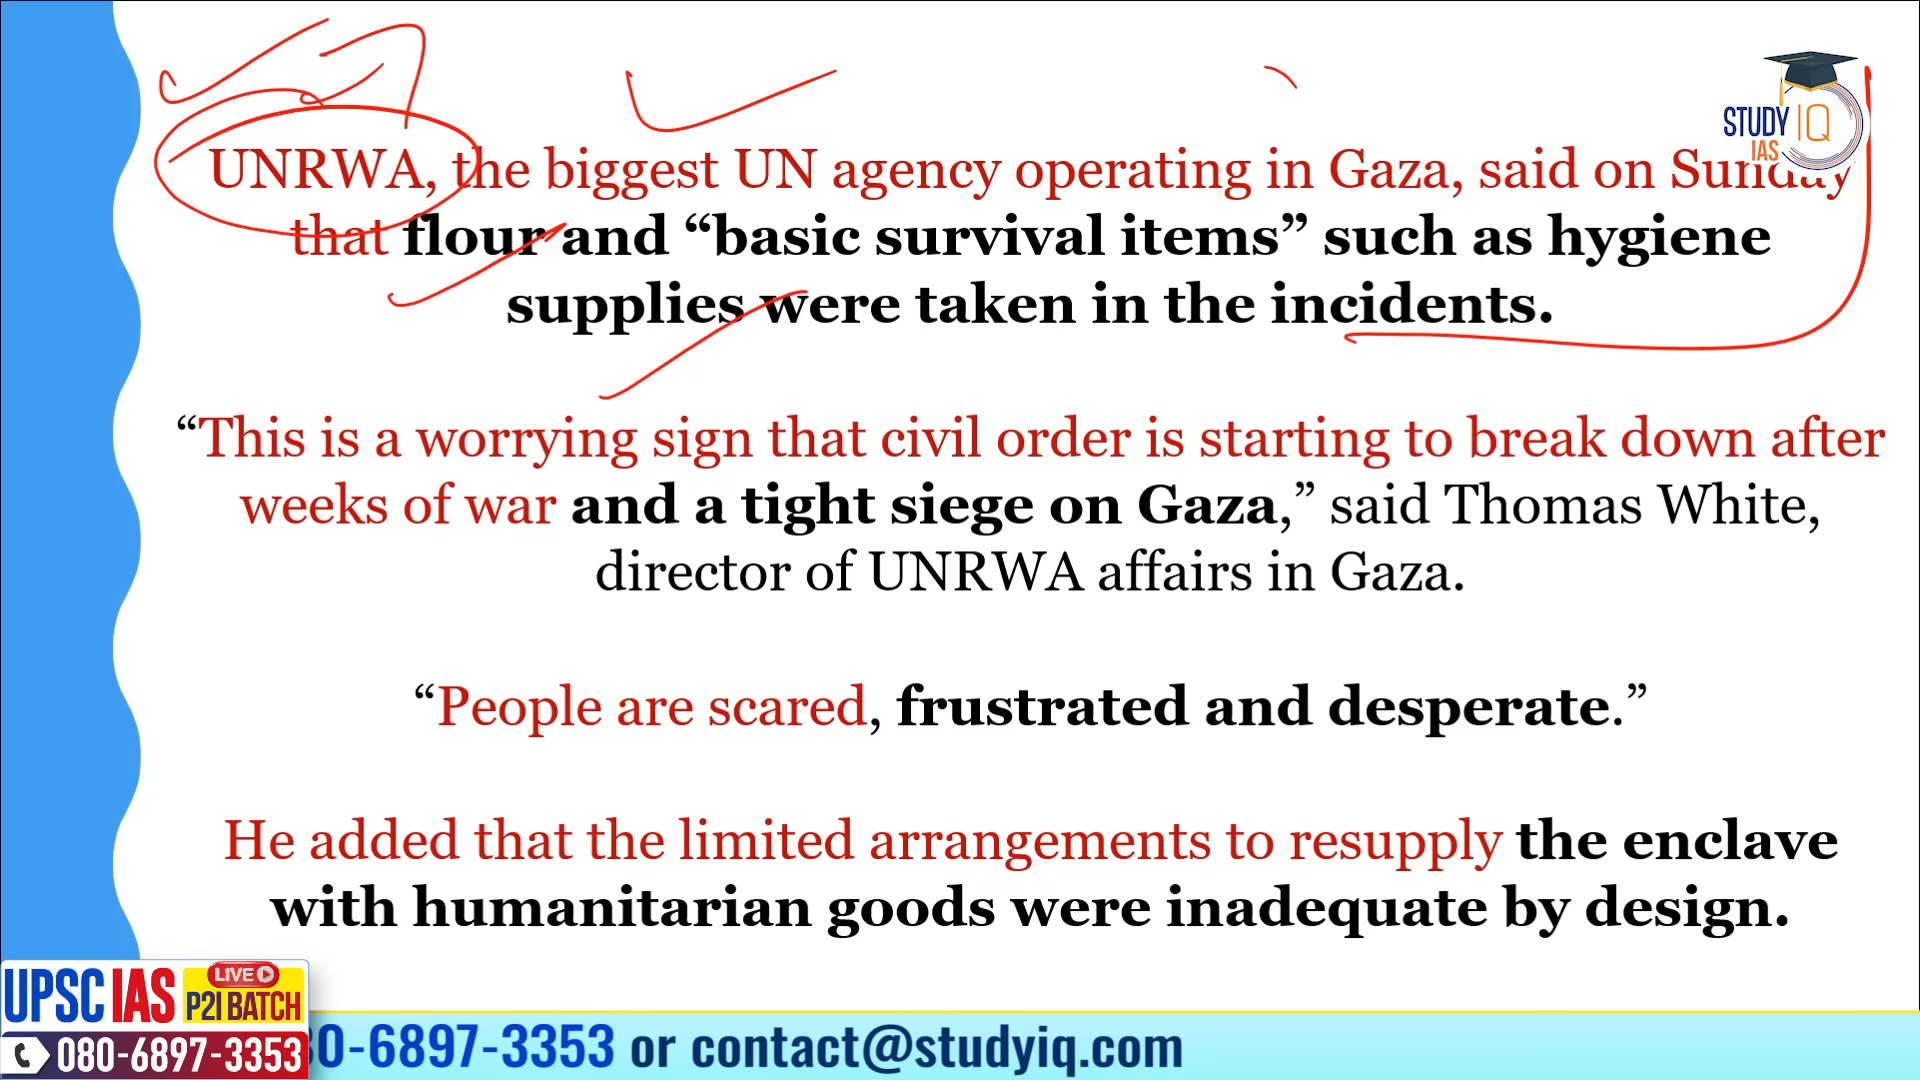 STUDY IQ
IAS
UNRWA, the biggest UN agency operating in Gaza, said on Sunday
that flour and “basic survival items” such as hygiene
supplies were taken in the incidents.
“This is a worrying sign that civil order is starting to break down after
weeks of war and a tight siege on Gaza,” said Thomas White,
director of UNRWA affairs in Gaza.
“People are scared, frustrated and desperate.”
He added that the limited arrangements to resupply the enclave
with humanitarian goods were inadequate by design.
UPSC IAS LIVE P2I BATCH
080-6897-3353
80-6897-3353 or contact@studyiq.com